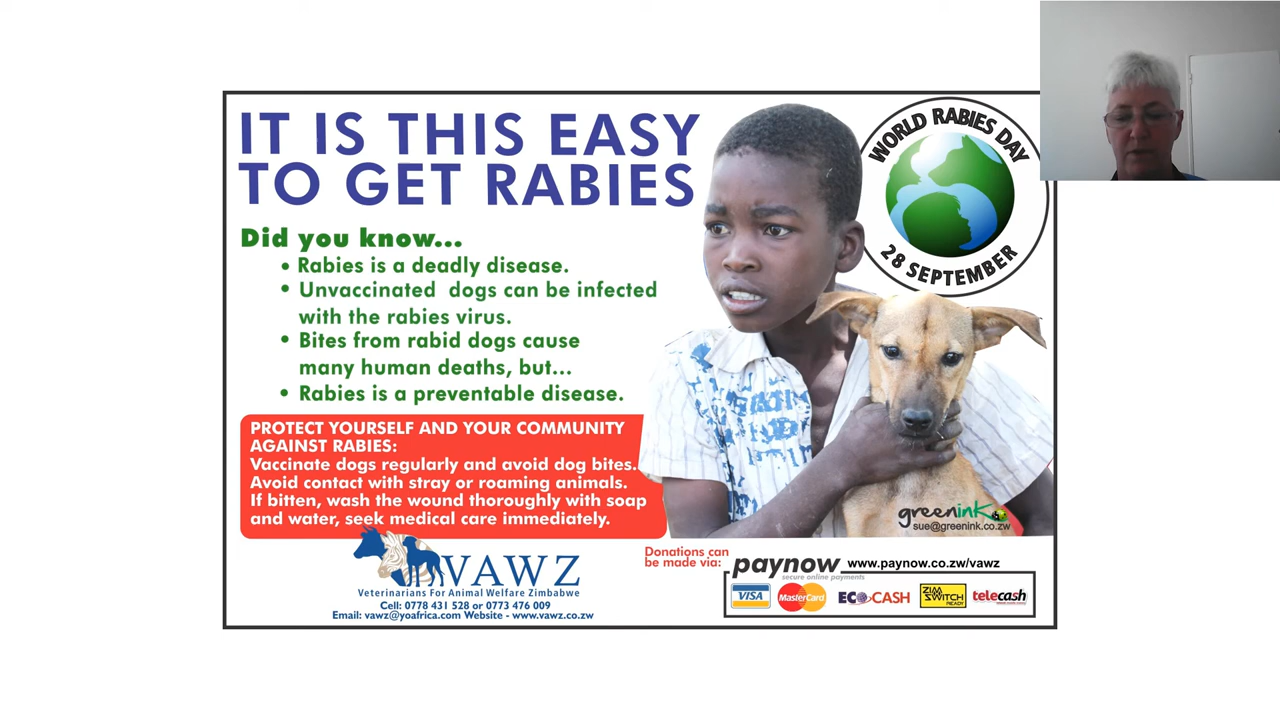 IT IS THIS EASY
TO GET RABIES
Did you know...
• Rabies is a deadly disease.
• Unvaccinated dogs can be infected
with the rabies virus.
• Bites from rabid dogs cause
many human deaths, but...
• Rabies is a preventable disease.
PROTECT YOURSELF AND YOUR COMMUNITY
AGAINST RABIES:
Vaccinate dogs regularly and avoid dog bites.
Avoid contact with stray or roaming animals.
If bitten, wash the wound thoroughly with soap
and water, seek medical care immediately.
WORLD RABIES DAY
28 SEPTEMBER
greenink
sue@greenink.co.zw
VAWZ
Veterinarians For Animal Welfare Zimbabwe
Cell: 0778 431 528 or 0773 476 009
Email: vawz@yoafrica.com Website - www.vawz.co.zw
Donations can
be made via:
paynow
secure online payments
www.paynow.co.zw/vawz
VISA
MasterCard
ECOCASH
ZIM
SWITCH
READY
telecash